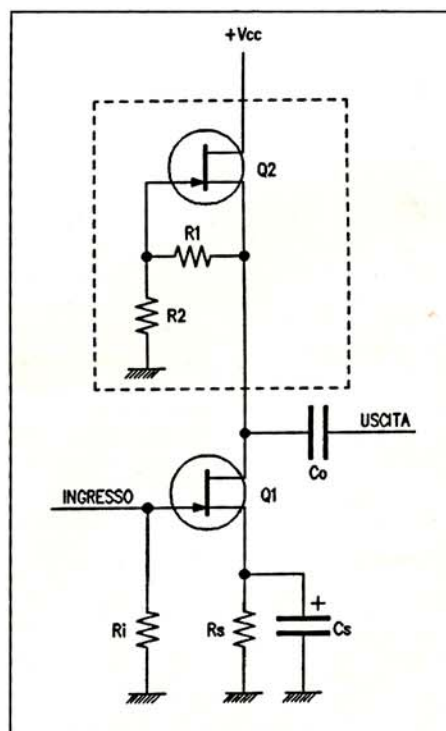 +Vcc
Q2
R1
R2
USCITA
Co
Q1
INGRESSO
+
Ri
Rs
Cs